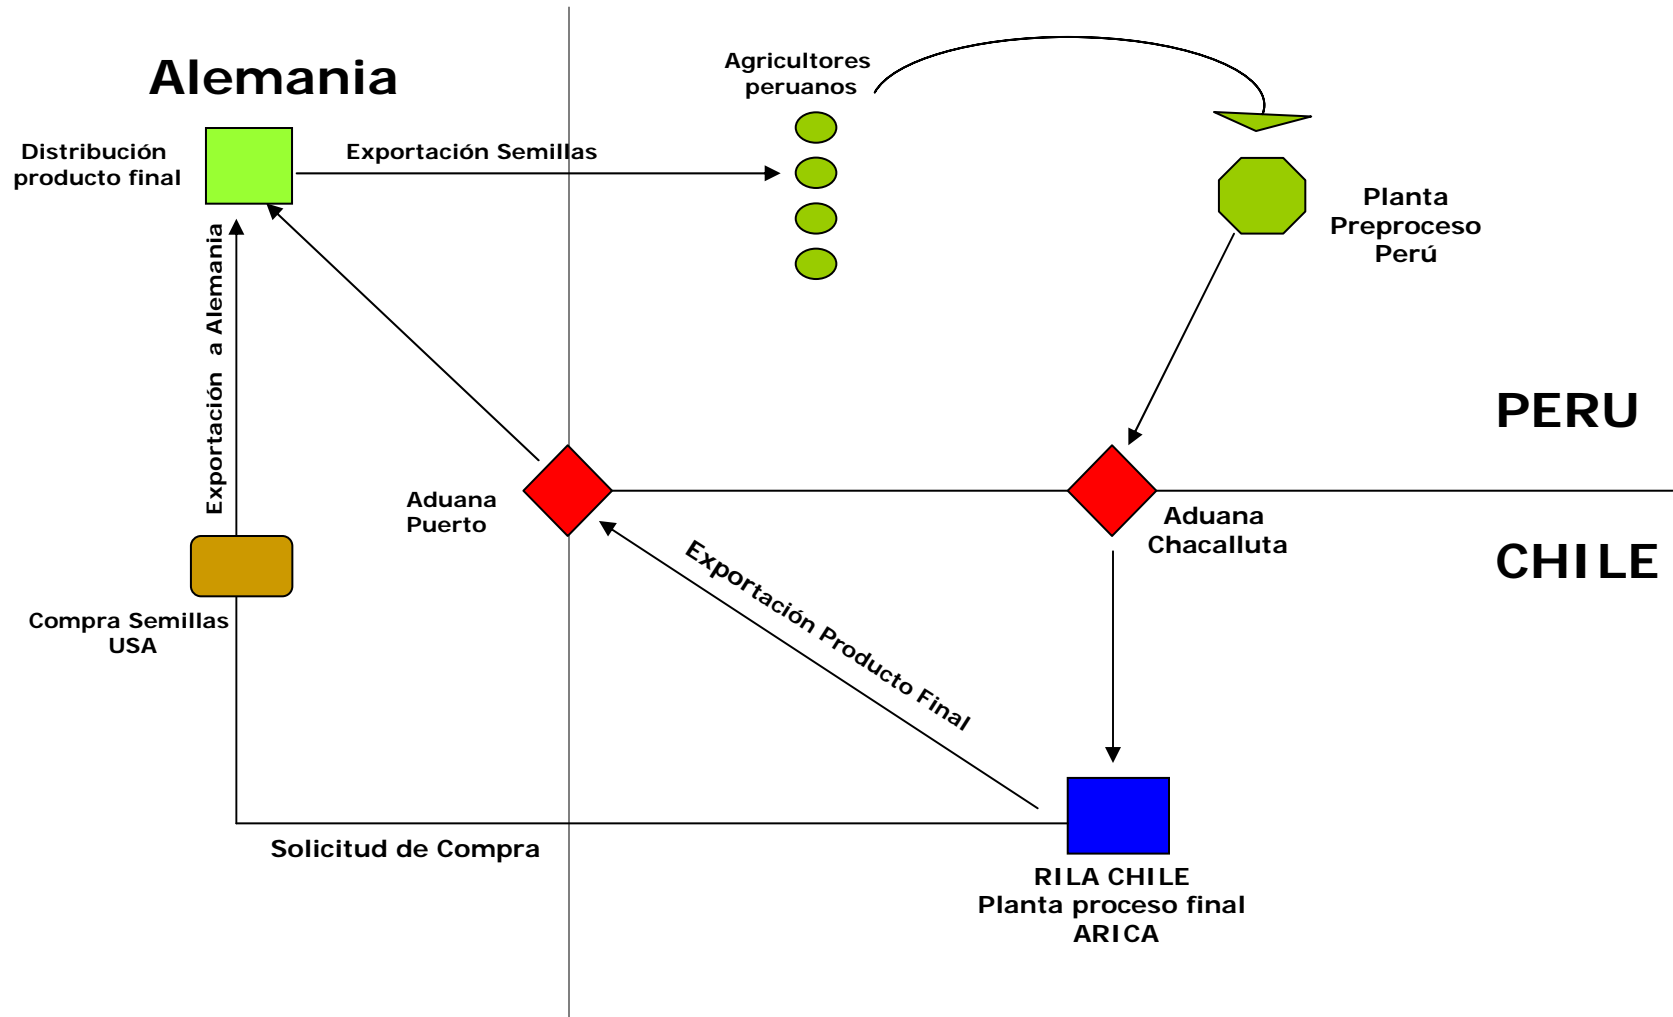 Alemania
Agricultores
peruanos
Distribución
producto final
Exportación Semillas
Planta
Preproceso
Perú
Exportación a Alemania
PERU
Aduana
Puerto
Aduana
Chacalluta
CHILE
Exportación Producto Final
Compra Semillas
USA
Solicitud de Compra
RILA CHILE
Planta proceso final
ARICA